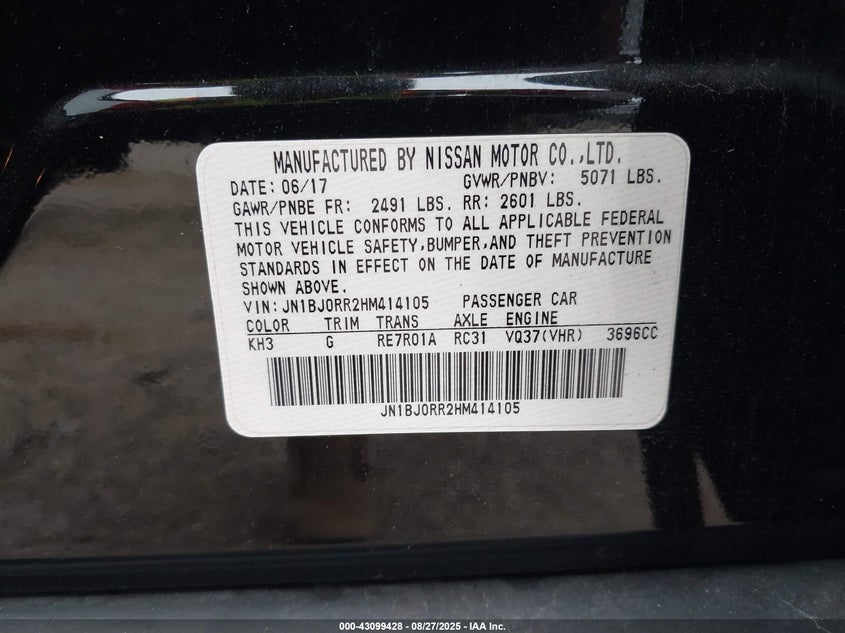 MANUFACTURED BY NISSAN MOTOR CO.,LTD.
DATE: 06/17 GVWR/PNBV: 5071 LBS.
GAWR/PNBE FR: 2491 LBS. RR: 2601 LBS.
THIS VEHICLE CONFORMS TO ALL APPLICABLE FEDERAL
MOTOR VEHICLE SAFETY,BUMPER,AND THEFT PREVENTION
STANDARDS IN EFFECT ON THE DATE OF MANUFACTURE
SHOWN ABOVE.
VIN: JN1BJ0RR2HM414105 PASSENGER CAR
COLOR TRIM TRANS AXLE ENGINE
KH3 G RE7R01A RC31 VQ37(VHR) 3696CC
JN1BJ0RR2HM414105
000-43099428 - 08/27/2025 - IAA Inc.